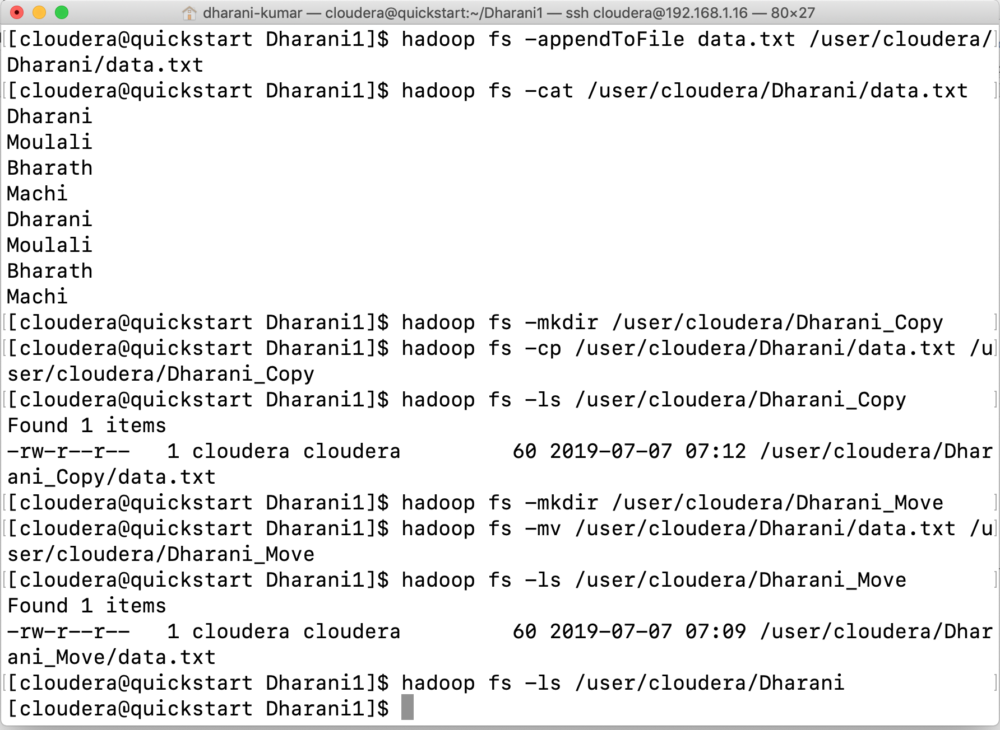 dharani-kumar — cloudera@quickstart:~/Dharani1 — ssh cloudera@192.168.1.16 — 80×27
[[cloudera@quickstart Dharani1]$ hadoop fs -appendToFile data.txt /user/cloudera/]
Dharani/data.txt
[[cloudera@quickstart Dharani1]$ hadoop fs -cat /user/cloudera/Dharani/data.txt ]
Dharani
Moulali
Bharath
Machi
Dharani
Moulali
Bharath
Machi
[[cloudera@quickstart Dharani1]$ hadoop fs -mkdir /user/cloudera/Dharani_Copy ]
[[cloudera@quickstart Dharani1]$ hadoop fs -cp /user/cloudera/Dharani/data.txt /u]
ser/cloudera/Dharani_Copy
[[cloudera@quickstart Dharani1]$ hadoop fs -ls /user/cloudera/Dharani_Copy ]
Found 1 items
-rw-r--r--   1 cloudera cloudera         60 2019-07-07 07:12 /user/cloudera/Dhar
ani_Copy/data.txt
[[cloudera@quickstart Dharani1]$ hadoop fs -mkdir /user/cloudera/Dharani_Move ]
[[cloudera@quickstart Dharani1]$ hadoop fs -mv /user/cloudera/Dharani/data.txt /u]
ser/cloudera/Dharani_Move
[[cloudera@quickstart Dharani1]$ hadoop fs -ls /user/cloudera/Dharani_Move ]
Found 1 items
-rw-r--r--   1 cloudera cloudera         60 2019-07-07 07:09 /user/cloudera/Dhar
ani_Move/data.txt
[[cloudera@quickstart Dharani1]$ hadoop fs -ls /user/cloudera/Dharani ]
[cloudera@quickstart Dharani1]$